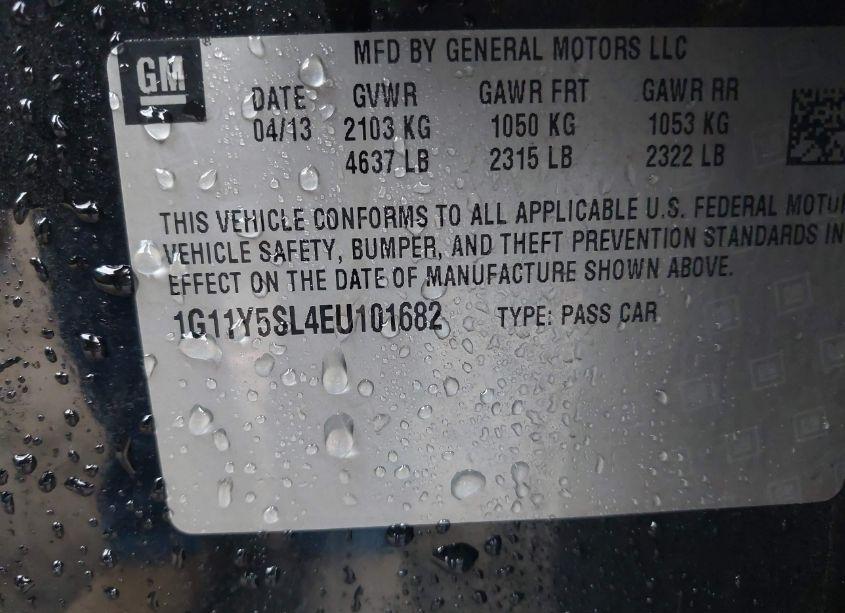 GM
MFD BY GENERAL MOTORS LLC
DATE GVWR GAWR FRT GAWR RR
04/13 2103 KG 1050 KG 1053 KG
4637 LB 2315 LB 2322 LB
THIS VEHICLE CONFORMS TO ALL APPLICABLE U.S. FEDERAL MOTOR
VEHICLE SAFETY, BUMPER, AND THEFT PREVENTION STANDARDS IN
EFFECT ON THE DATE OF MANUFACTURE SHOWN ABOVE.
1G11Y5SL4EU101682 TYPE: PASS CAR